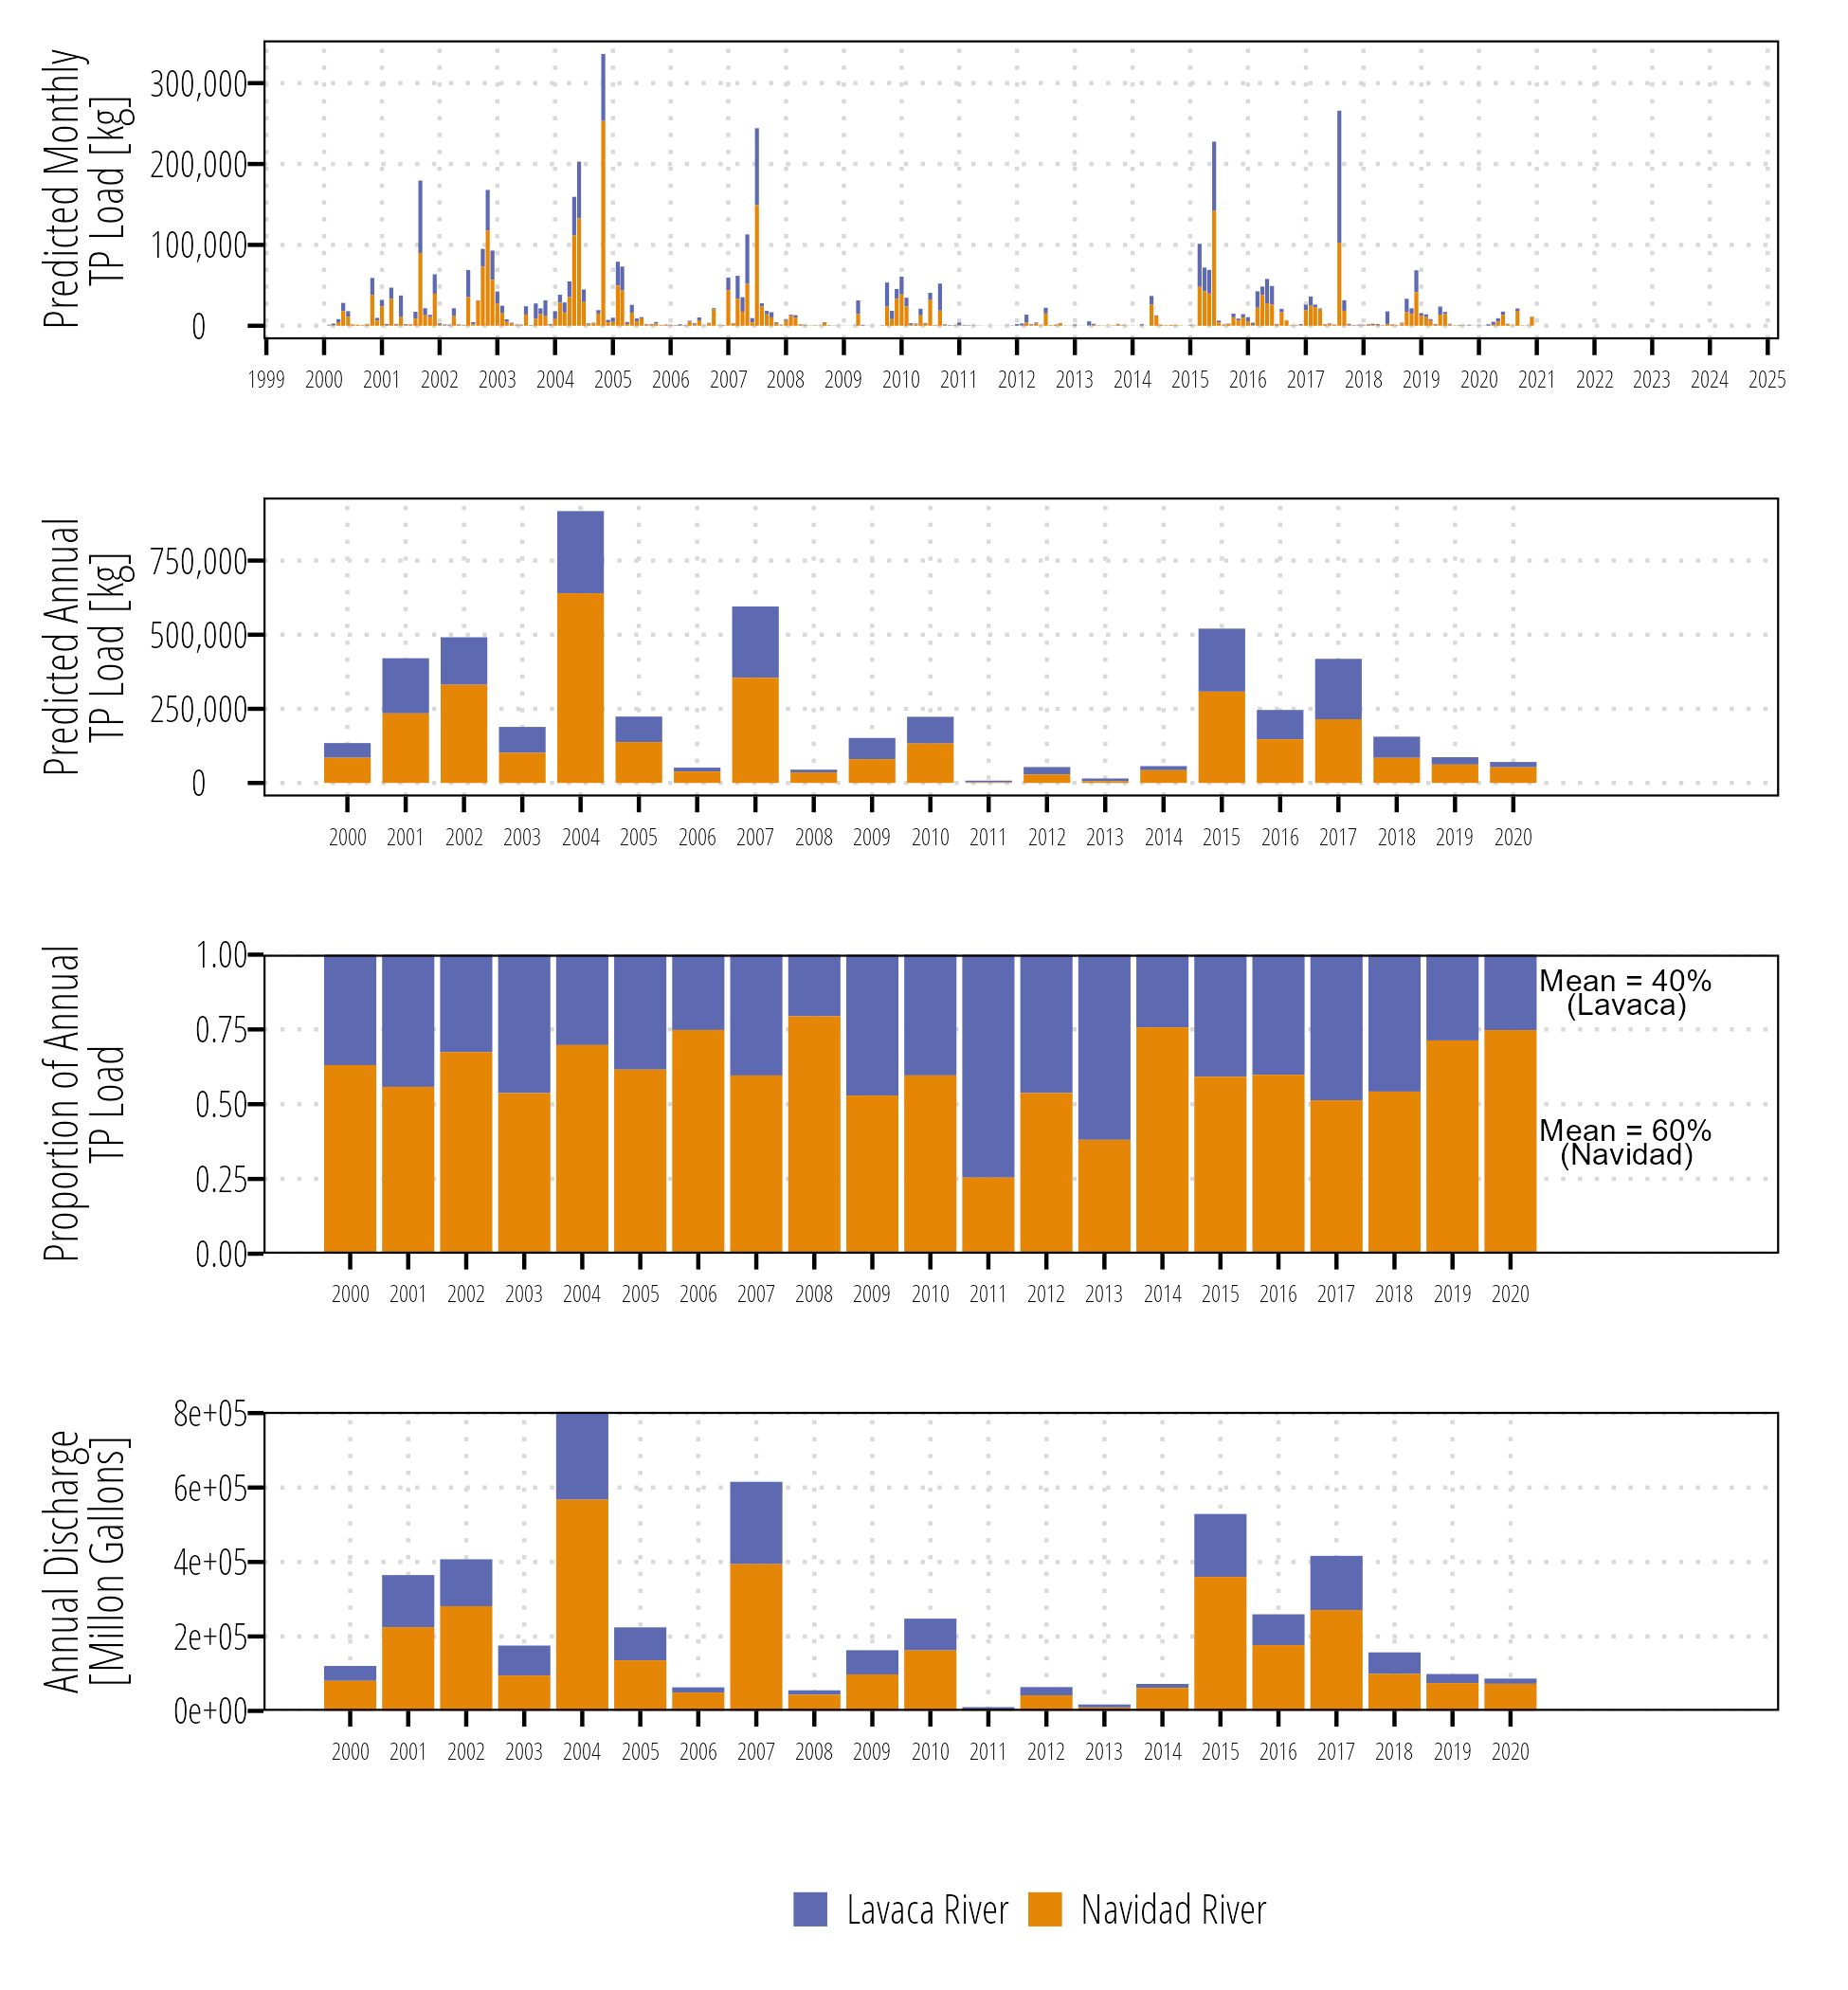 Predicted Monthly
TP Load [kg]
300,000
200,000
100,000
0
1999 2000 2001 2002 2003 2004 2005 2006 2007 2008 2009 2010 2011 2012 2013 2014 2015 2016 2017 2018 2019 2020 2021 2022 2023 2024 2025
Predicted Annual
TP Load [kg]
750,000
500,000
250,000
0
2000 2001 2002 2003 2004 2005 2006 2007 2008 2009 2010 2011 2012 2013 2014 2015 2016 2017 2018 2019 2020
Proportion of Annual
TP Load
1.00
0.75
0.50
0.25
0.00
Mean = 40%
(Lavaca)
Mean = 60%
(Navidad)
2000 2001 2002 2003 2004 2005 2006 2007 2008 2009 2010 2011 2012 2013 2014 2015 2016 2017 2018 2019 2020
Annual Discharge
[Millon Gallons]
8e+05
6e+05
4e+05
2e+05
0e+00
2000 2001 2002 2003 2004 2005 2006 2007 2008 2009 2010 2011 2012 2013 2014 2015 2016 2017 2018 2019 2020
Lavaca River Navidad River